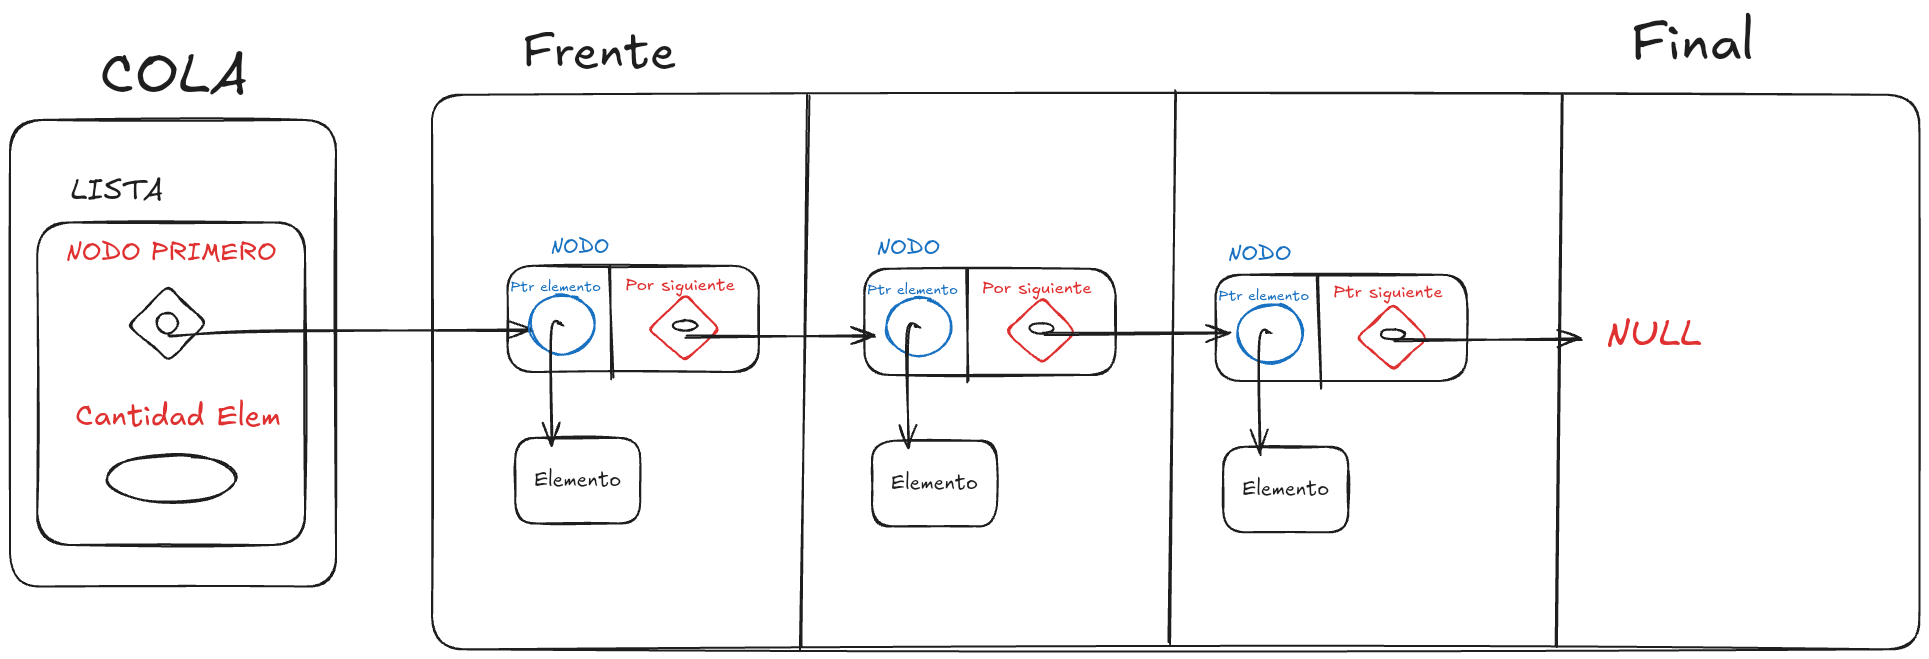 COLA
Frente
Final
LISTA
NODO PRIMERO
Cantidad Elem
NODO
Ptr elemento
Por siguiente
Elemento
NODO
Ptr elemento
Por siguiente
Elemento
NODO
Ptr elemento
Ptr siguiente
Elemento
NULL